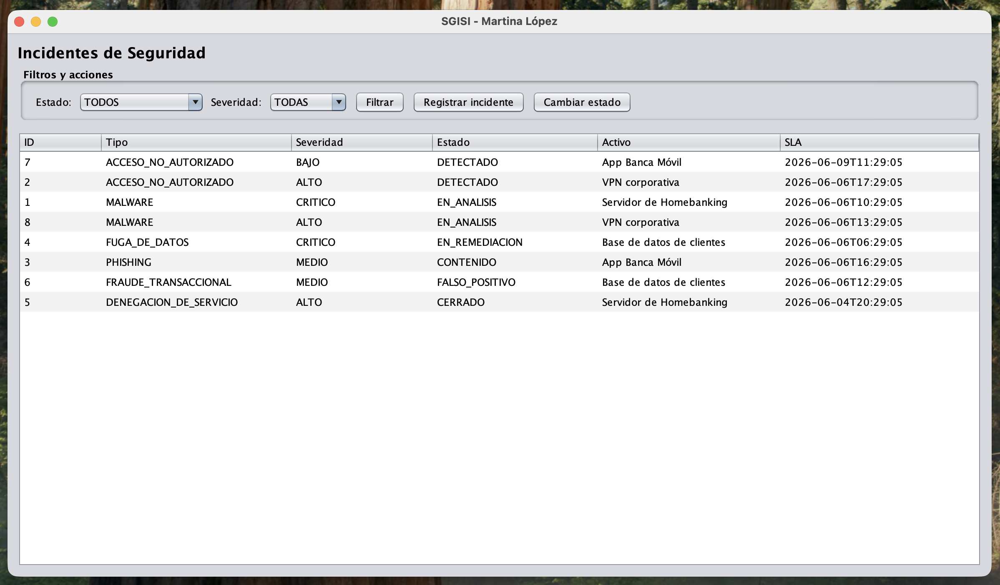 SGISI - Martina López
Incidentes de Seguridad
Filtros y acciones
Estado: TODOS Severidad: TODAS Filtrar Registrar incidente Cambiar estado
ID Tipo Severidad Estado Activo SLA
7 ACCESO_NO_AUTORIZADO BAJO DETECTADO App Banca Móvil 2026-06-09T11:29:05
2 ACCESO_NO_AUTORIZADO ALTO DETECTADO VPN corporativa 2026-06-06T17:29:05
1 MALWARE CRITICO EN_ANALISIS Servidor de Homebanking 2026-06-06T10:29:05
8 MALWARE ALTO EN_ANALISIS VPN corporativa 2026-06-06T13:29:05
4 FUGA_DE_DATOS CRITICO EN_REMEDIACION Base de datos de clientes 2026-06-06T06:29:05
3 PHISHING MEDIO CONTENIDO App Banca Móvil 2026-06-06T16:29:05
6 FRAUDE_TRANSACCIONAL MEDIO FALSO_POSITIVO Base de datos de clientes 2026-06-06T12:29:05
5 DENEGACION_DE_SERVICIO ALTO CERRADO Servidor de Homebanking 2026-06-04T20:29:05